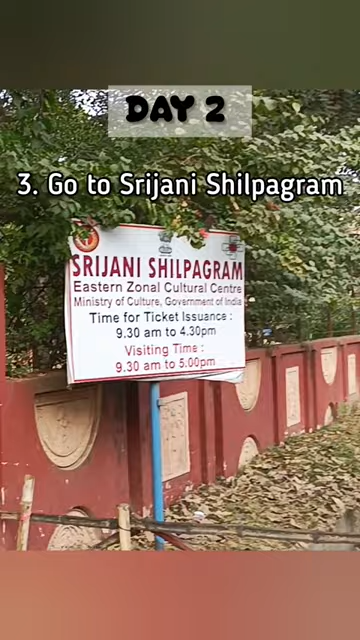 DAY 2
3. Go to Srijani Shilpagram
SRIJANI SHILPAGRAM
Eastern Zonal Cultural Centre
Ministry of Culture, Government of India
Time for Ticket Issuance :
9.30 am to 4.30pm
Visiting Time :
9.30 am to 5.00pm